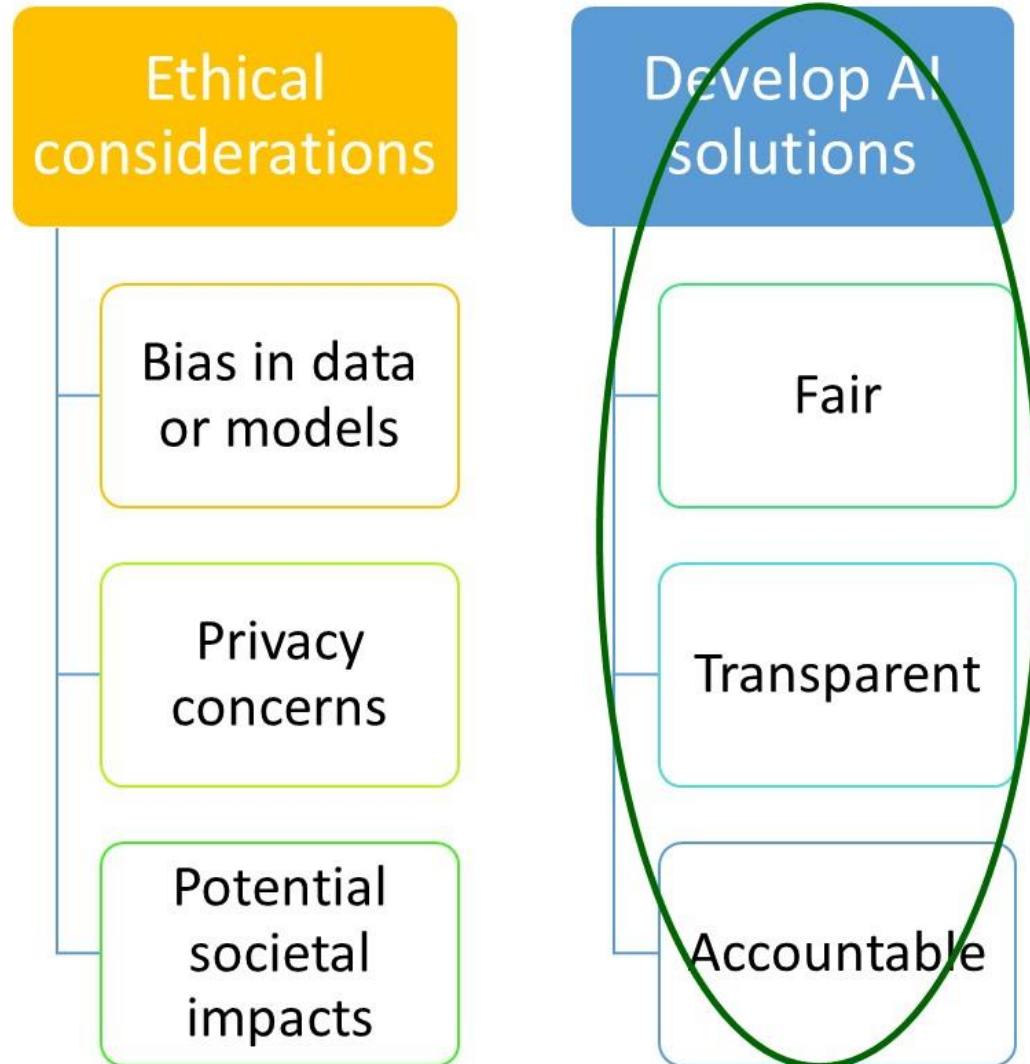 Ethical
considerations
Bias in data
or models
Privacy
concerns
Potential
societal
impacts
Develop AI
solutions
Fair
Transparent
Accountable